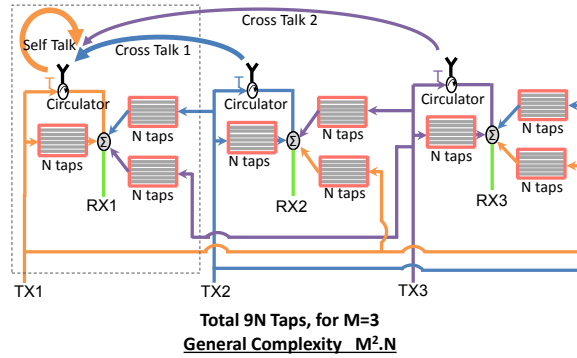 Cross Talk 2
Self Talk
Cross Talk 1
Circulator
Circulator
Circulator
N taps
N taps
N taps
N taps
N taps
N taps
N taps
N taps
N taps
Σ
Σ
Σ
RX1
RX2
RX3
TX1
TX2
TX3
Total 9N Taps, for M=3
General Complexity M².N